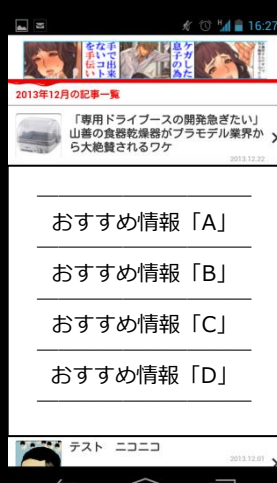 16:27
手で出来
ないコト
を手伝い
ケガした
息子の為
2013年12月の記事一覧
「専用ドライブースの開発急ぎたい」
山善の食器乾燥器がプラモデル業界か
ら大絶賛されるワケ
2013.12.22
おすすめ情報「A」
おすすめ情報「B」
おすすめ情報「C」
おすすめ情報「D」
テスト ニコニコ
2013.12.01